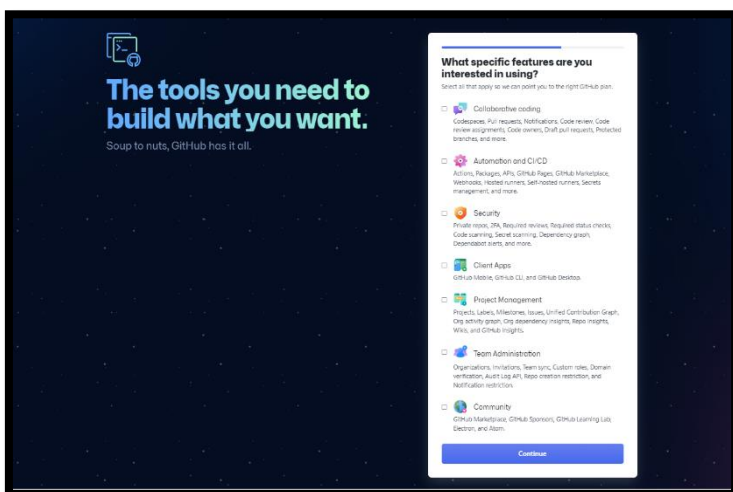 The tools you need to
build what you want.
Soup to nuts, GitHub has it all.
What specific features are you
interested in using?
Select all that apply so we can point you to the right GitHub plan.
Collaborative coding
Codespaces, Pull requests, Notifications, Code review, Code
review assignments, Code owners, Draft pull requests, Protected
branches, and more.
Automation and CI/CD
Actions, Packages, APIs, GitHub Pages, GitHub Marketplace,
Webhooks, Hosted runners, Self-hosted runners, Secrets
management, and more.
Security
Private repos, 2FA, Required reviews, Required status checks,
Code scanning, Secret scanning, Dependency graph,
Dependabot alerts, and more.
Client Apps
GitHub Mobile, GitHub CLI, and GitHub Desktop.
Project Management
Projects, Labels, Milestones, Issues, Unified Contribution Graph,
Org activity graph, Org dependency insights, Repo insights,
Wikis, and GitHub Insights.
Team Administration
Organizations, Invitations, Team sync, Custom roles, Domain
verification, Audit Log API, Repo creation restriction, and
Notification restriction.
Community
GitHub Marketplace, GitHub Sponsors, GitHub Learning Lab,
Electron, and Atom.
Continue